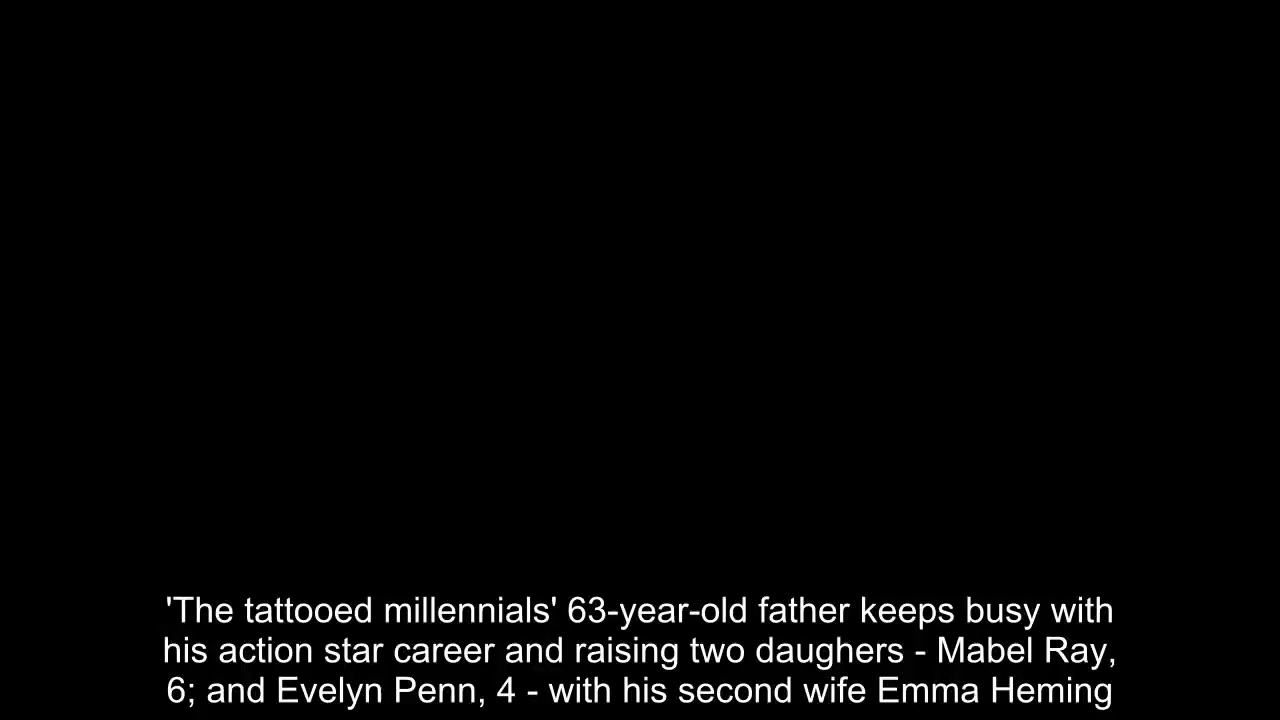 'The tattooed millennials' 63-year-old father keeps busy with
his action star career and raising two daughers - Mabel Ray,
6; and Evelyn Penn, 4 - with his second wife Emma Heming